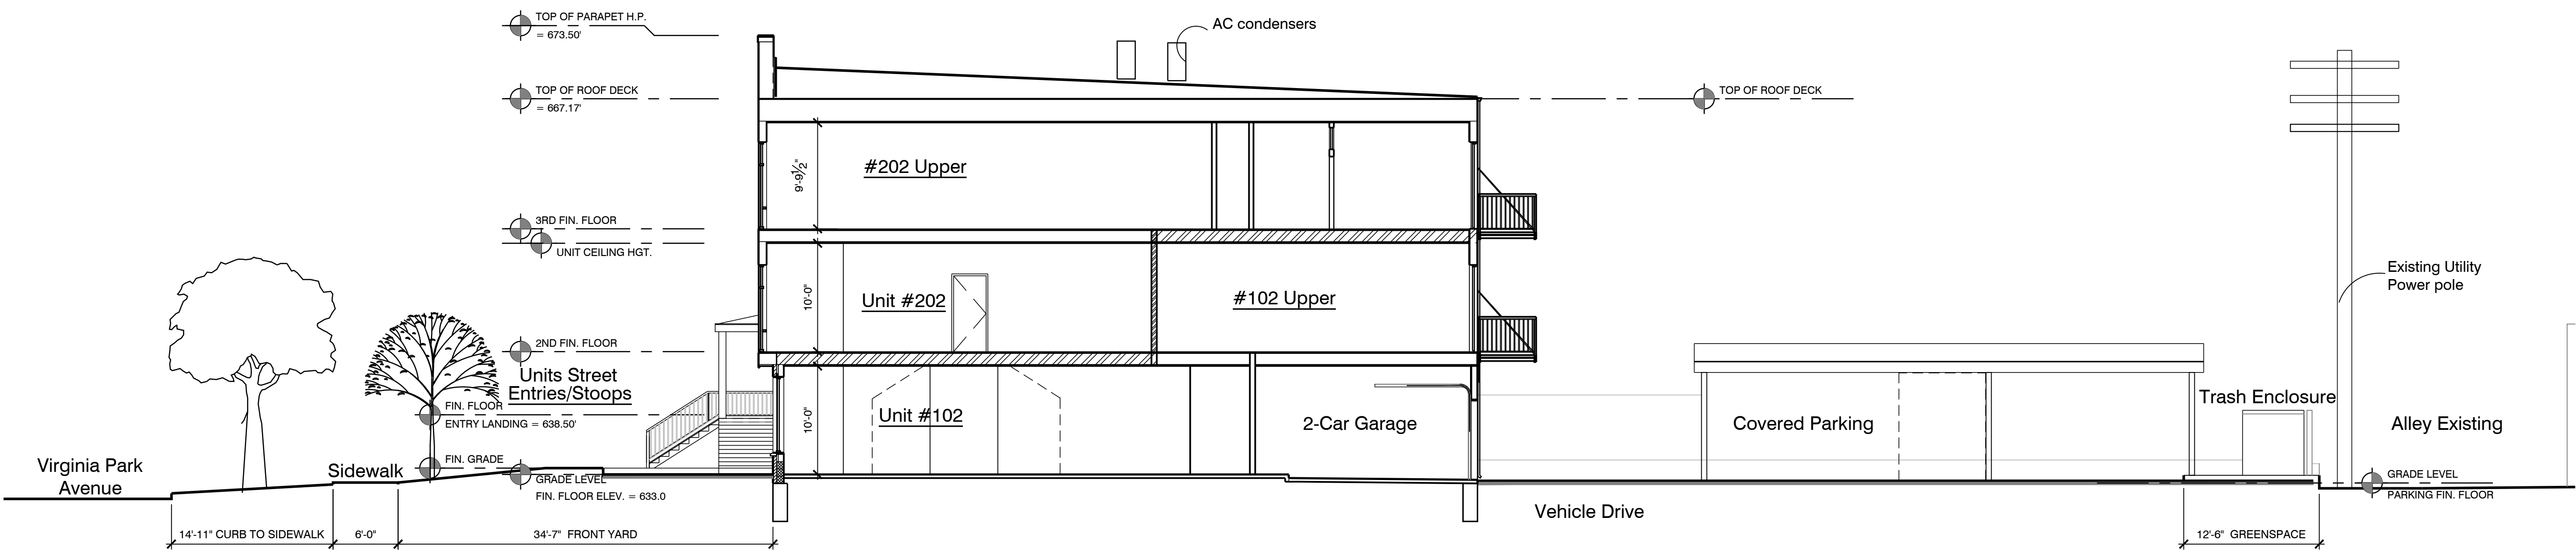 TOP OF PARAPET H.P.
= 673.50'
AC condensers
TOP OF ROOF DECK
= 667.17'
TOP OF ROOF DECK
9'-9½"
#202 Upper
3RD FIN. FLOOR
UNIT CEILING HGT.
Existing Utility
Power pole
10'-0"
Unit #202
#102 Upper
2ND FIN. FLOOR
Units Street
Entries/Stoops
FIN. FLOOR
ENTRY LANDING = 638.50'
10'-0"
Unit #102
2-Car Garage
Covered Parking
Trash Enclosure
Alley Existing
Virginia Park
Avenue
Sidewalk
FIN. GRADE
GRADE LEVEL
FIN. FLOOR ELEV. = 633.0
GRADE LEVEL
PARKING FIN. FLOOR
Vehicle Drive
14'-11" CURB TO SIDEWALK
6'-0"
34'-7" FRONT YARD
12'-6" GREENSPACE